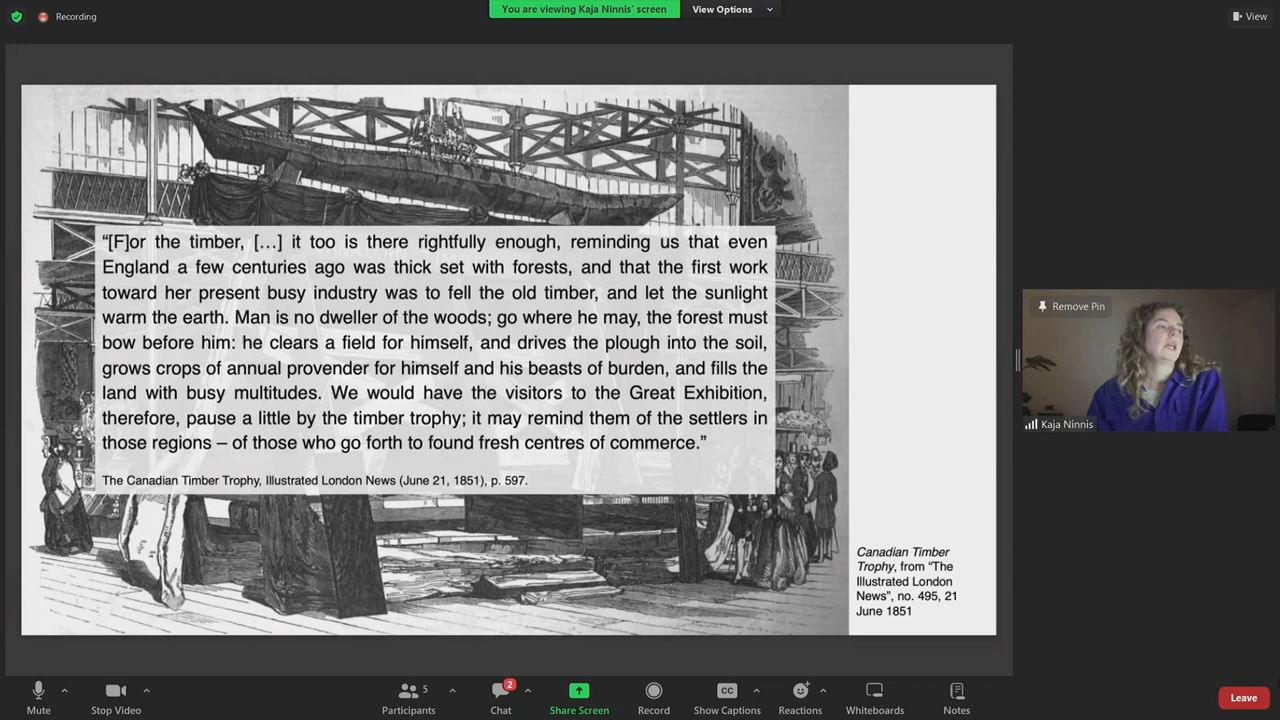 Recording
You are viewing Kaja Ninnis' screen
View Options
View
“[F]or the timber, […] it too is there rightfully enough, reminding us that even
England a few centuries ago was thick set with forests, and that the first work
toward her present busy industry was to fell the old timber, and let the sunlight
warm the earth. Man is no dweller of the woods; go where he may, the forest must
bow before him: he clears a field for himself, and drives the plough into the soil,
grows crops of annual provender for himself and his beasts of burden, and fills the
land with busy multitudes. We would have the visitors to the Great Exhibition,
therefore, pause a little by the timber trophy; it may remind them of the settlers in
those regions – of those who go forth to found fresh centres of commerce.”
The Canadian Timber Trophy, Illustrated London News (June 21, 1851), p. 597.
Canadian Timber
Trophy, from “The
Illustrated London
News”, no. 495, 21
June 1851
Remove Pin
Kaja Ninnis
Mute
Stop Video
5
Participants
2
Chat
Share Screen
Record
CC
Show Captions
Reactions
Whiteboards
Notes
Leave